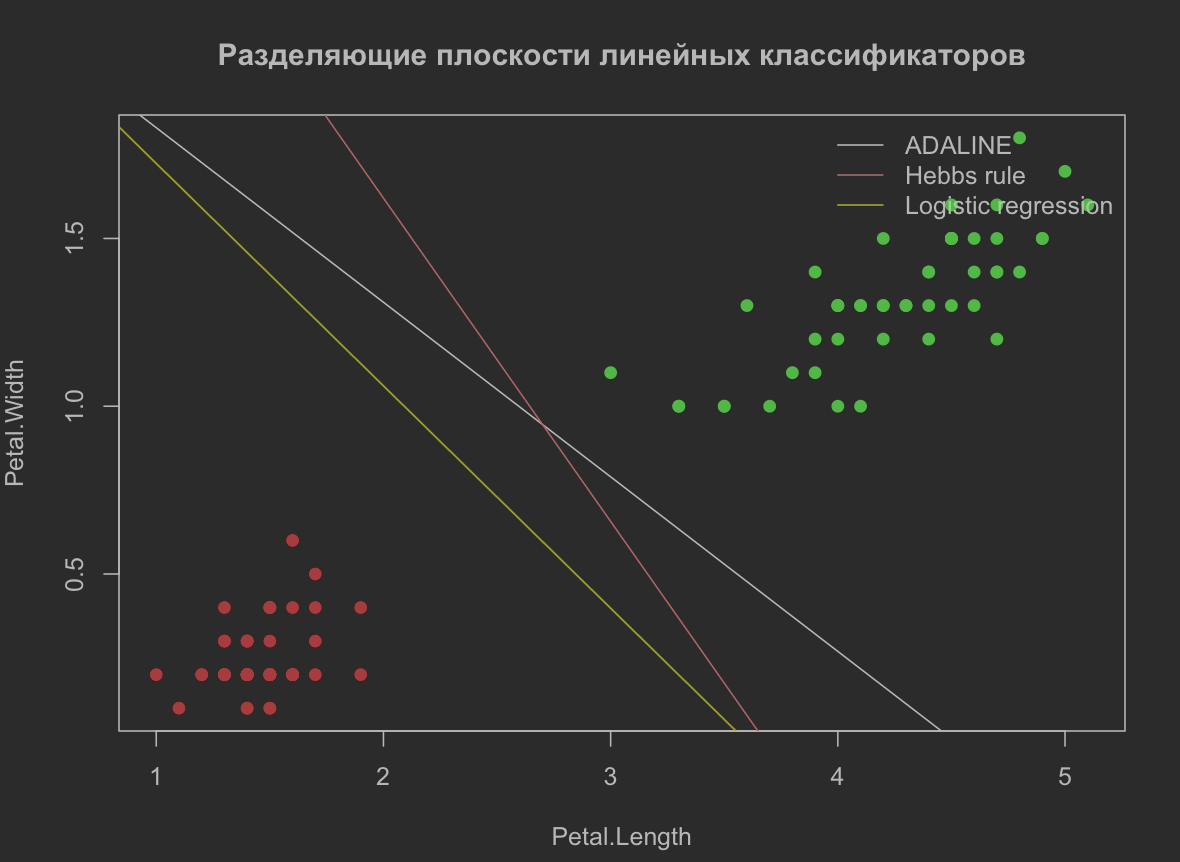 Разделяющие плоскости линейных классификаторов
ADALINE
Hebbs rule
Logistic regression
Petal.Width
1.5
1.0
0.5
1 2 3 4 5
Petal.Length